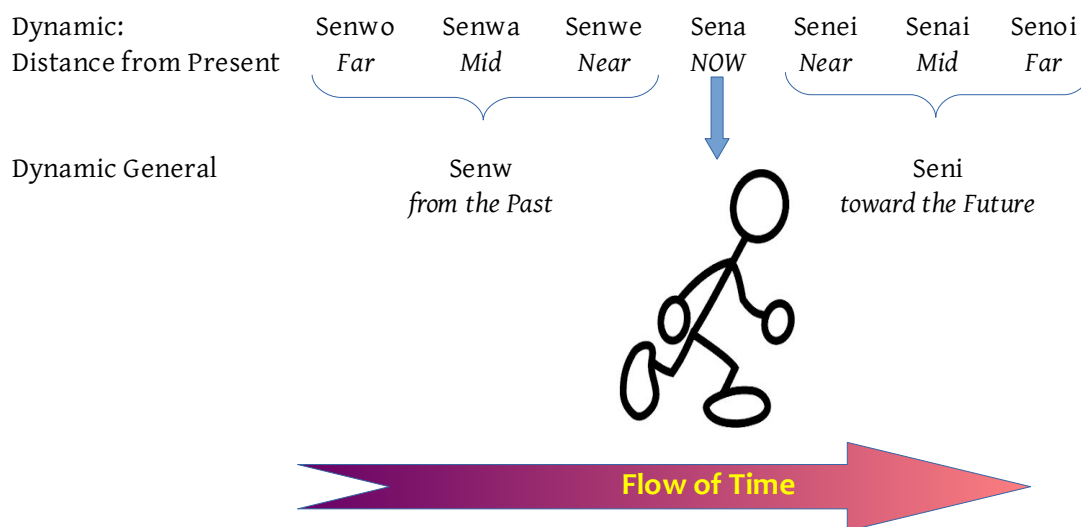 Dynamic: Senwo Senwa Senwe Sena Senei Senai Senoi
Distance from Present Far Mid Near NOW Near Mid Far
Dynamic General Senw Seni
from the Past toward the Future
Flow of Time